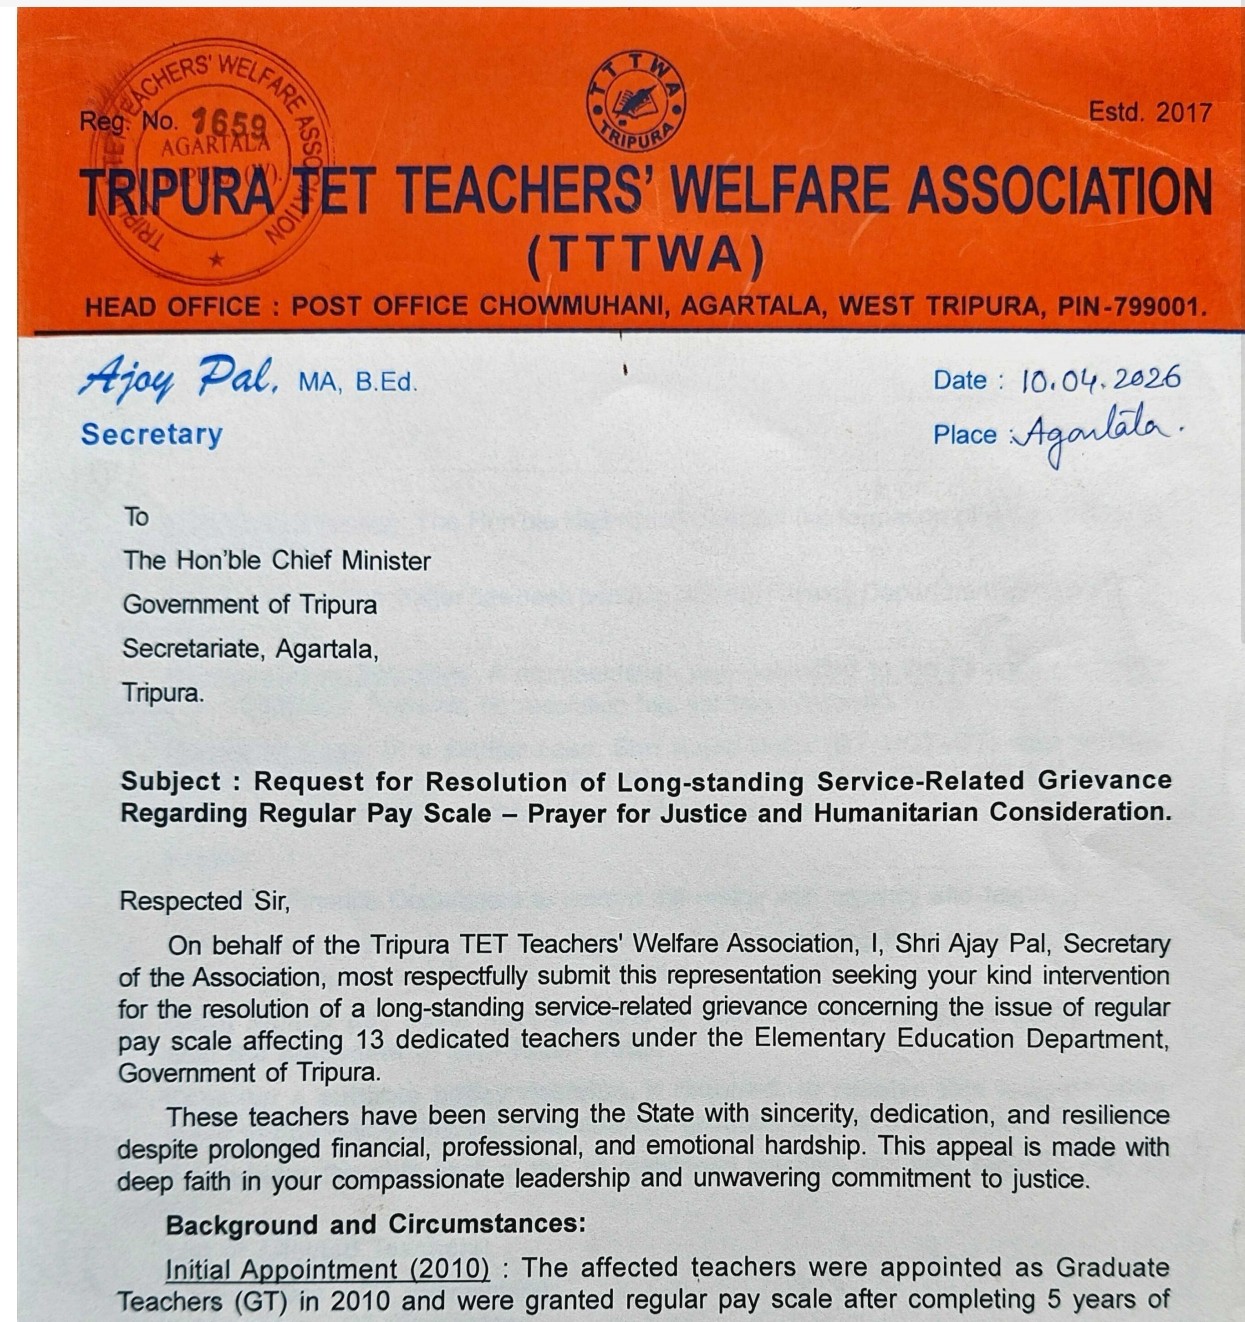 TRIPURA TET TEACHERS' WELFARE ASSOCIATION
AGARTALA
TTTWA
TRIPURA
Reg. No. 1659
Estd. 2017
TRIPURA TET TEACHERS' WELFARE ASSOCIATION
(TTTWA)
HEAD OFFICE : POST OFFICE CHOWMUHANI, AGARTALA, WEST TRIPURA, PIN-799001.
Ajoy Pal, MA, B.Ed.
Secretary
Date : 10.04.2026
Place : Agartala.
To
The Hon'ble Chief Minister
Government of Tripura
Secretariate, Agartala,
Tripura.
Subject : Request for Resolution of Long-standing Service-Related Grievance
Regarding Regular Pay Scale – Prayer for Justice and Humanitarian Consideration.
Respected Sir,
On behalf of the Tripura TET Teachers' Welfare Association, I, Shri Ajay Pal, Secretary
of the Association, most respectfully submit this representation seeking your kind intervention
for the resolution of a long-standing service-related grievance concerning the issue of regular
pay scale affecting 13 dedicated teachers under the Elementary Education Department,
Government of Tripura.
These teachers have been serving the State with sincerity, dedication, and resilience
despite prolonged financial, professional, and emotional hardship. This appeal is made with
deep faith in your compassionate leadership and unwavering commitment to justice.
Background and Circumstances:
Initial Appointment (2010) : The affected teachers were appointed as Graduate
Teachers (GT) in 2010 and were granted regular pay scale after completing 5 years of